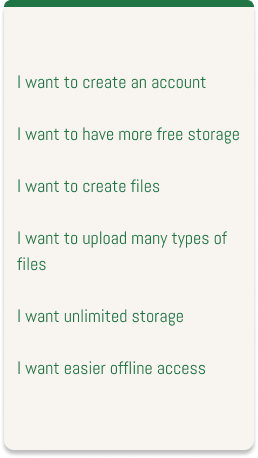 I want to create an account
I want to have more free storage
I want to create files
I want to upload many types of
files
I want unlimited storage
I want easier offline access